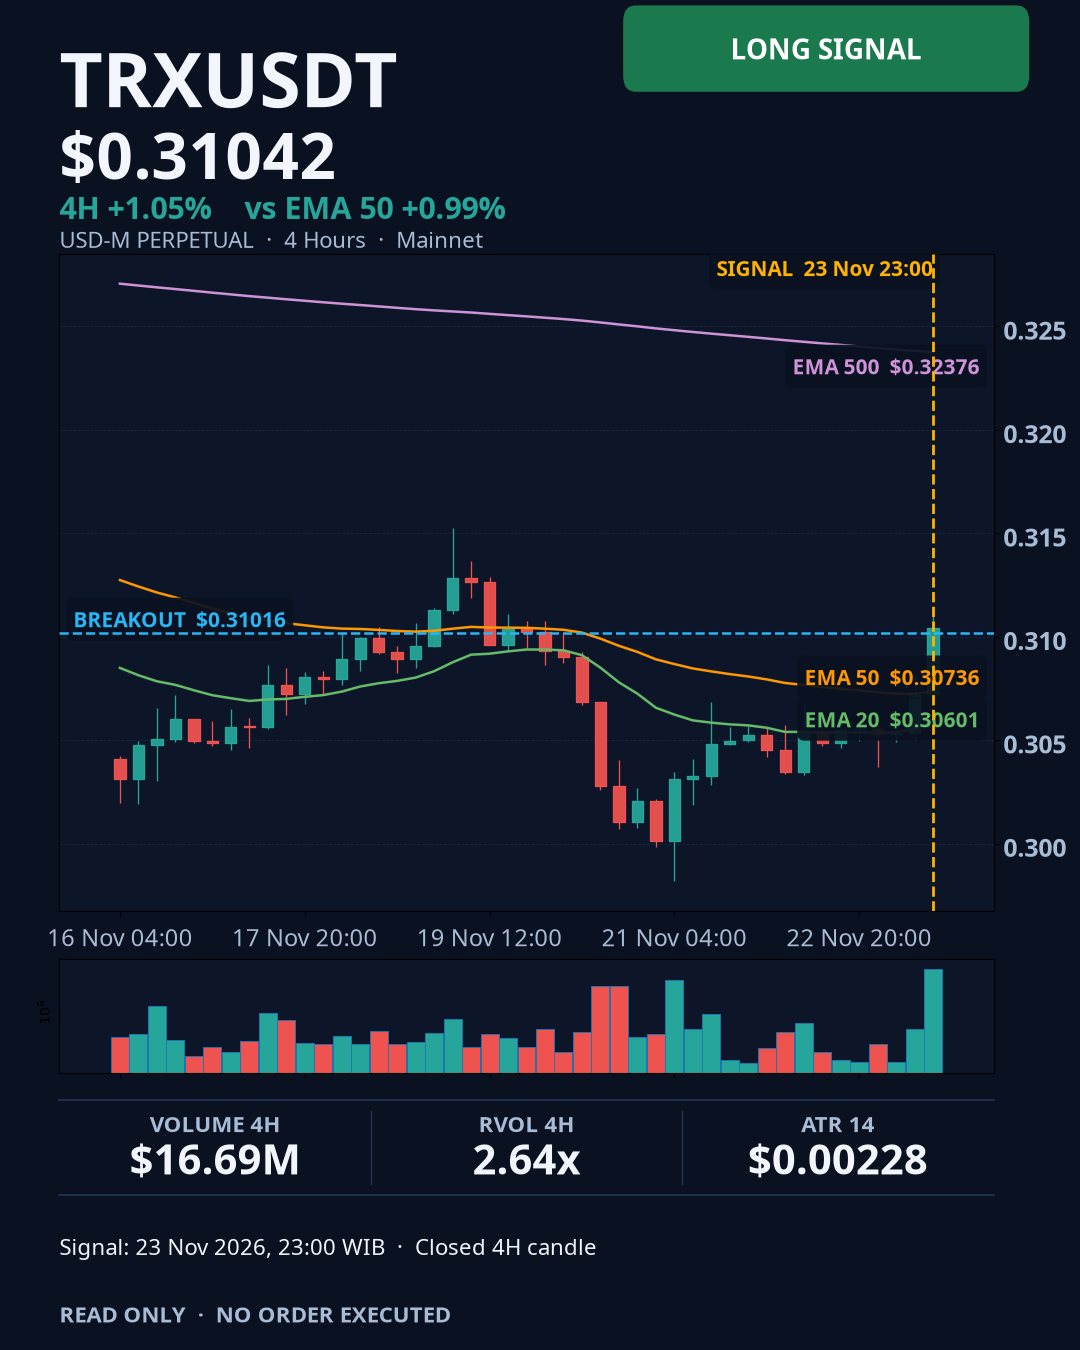 LONG SIGNAL
TRXUSDT
$0.31042
4H +1.05% vs EMA 50 +0.99%
USD-M PERPETUAL · 4 Hours · Mainnet
SIGNAL 23 Nov 23:00
0.325
EMA 500 $0.32376
0.320
0.315
BREAKOUT $0.31016
0.310
EMA 50 $0.30736
EMA 20 $0.30601
0.305
0.300
16 Nov 04:00 17 Nov 20:00 19 Nov 12:00 21 Nov 04:00 22 Nov 20:00
10⁶
VOLUME 4H RVOL 4H ATR 14
$16.69M 2.64x $0.00228
Signal: 23 Nov 2026, 23:00 WIB · Closed 4H candle
READ ONLY · NO ORDER EXECUTED